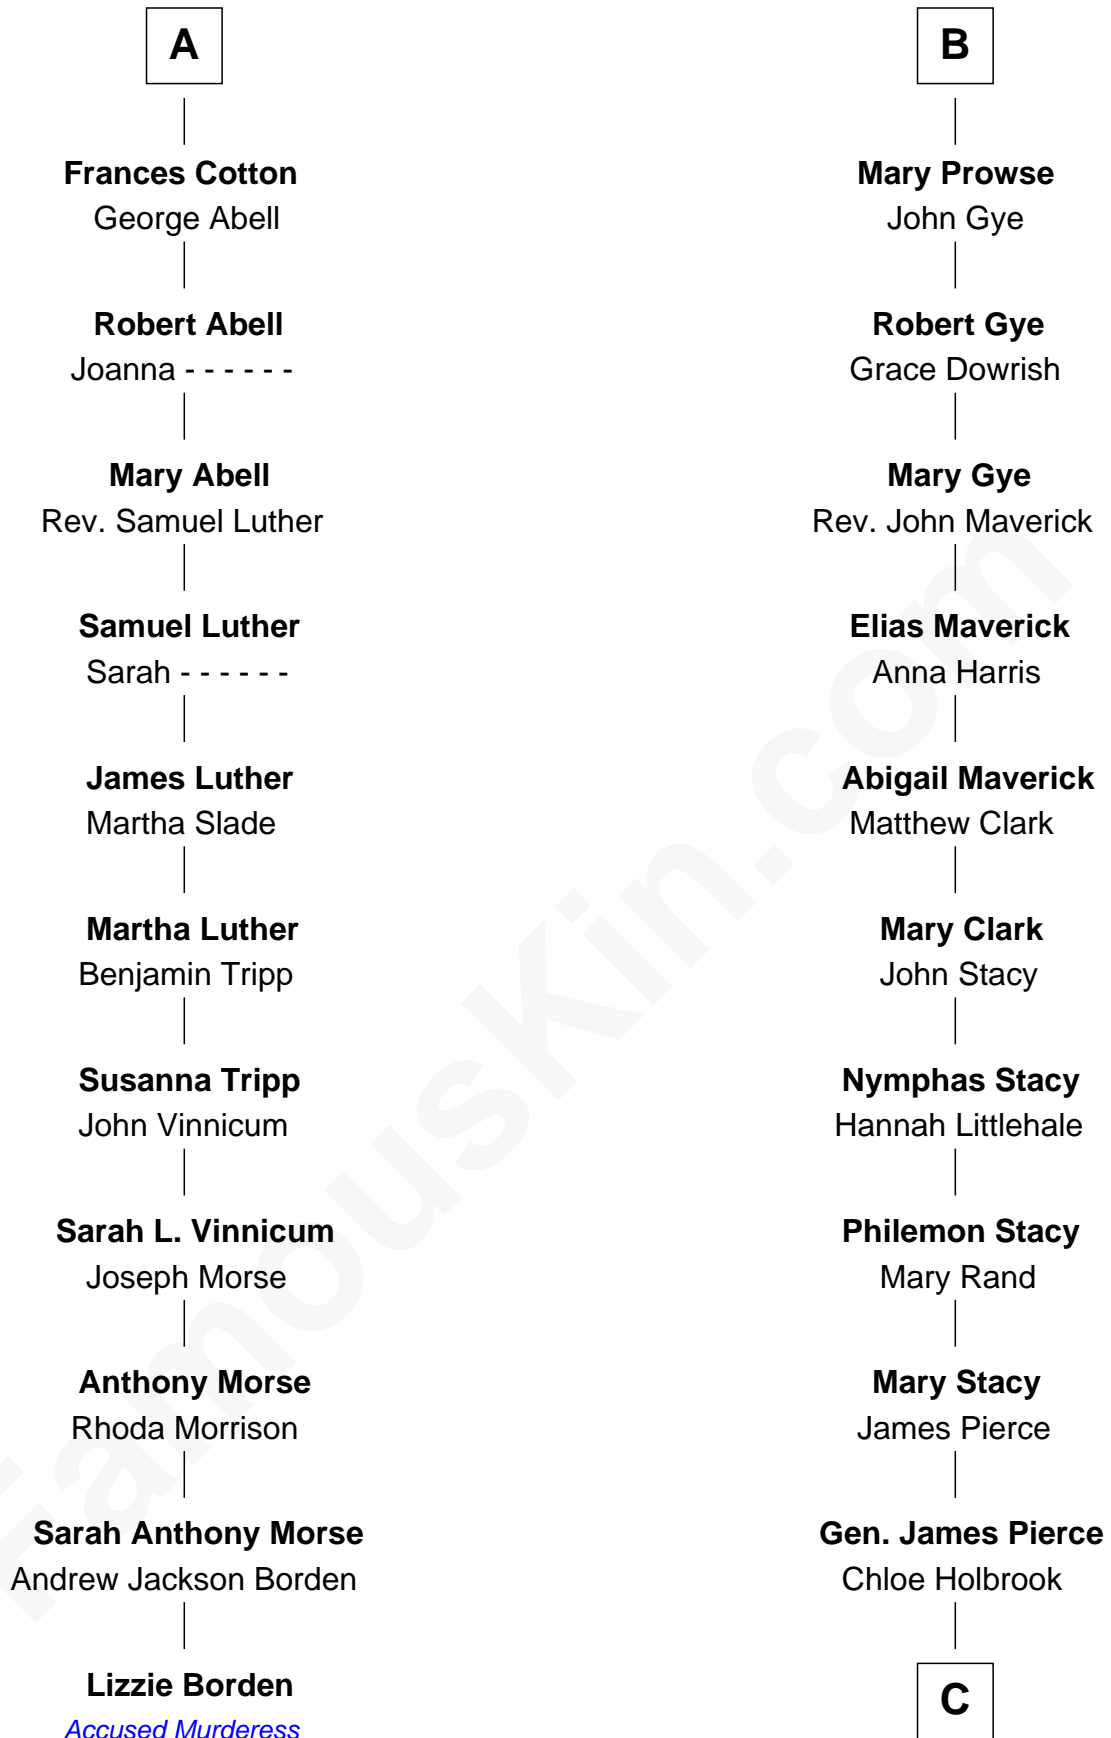 A
Frances Cotton
George Abell
Robert Abell
Joanna - - - - - -
Mary Abell
Rev. Samuel Luther
Samuel Luther
Sarah - - - - - -
James Luther
Martha Slade
Martha Luther
Benjamin Tripp
Susanna Tripp
John Vinnicum
Sarah L. Vinnicum
Joseph Morse
Anthony Morse
Rhoda Morrison
Sarah Anthony Morse
Andrew Jackson Borden
Lizzie Borden
Accused Murderess
B
Mary Prowse
John Gye
Robert Gye
Grace Dowrish
Mary Gye
Rev. John Maverick
Elias Maverick
Anna Harris
Abigail Maverick
Matthew Clark
Mary Clark
John Stacy
Nymphas Stacy
Hannah Littlehale
Philemon Stacy
Mary Rand
Mary Stacy
James Pierce
Gen. James Pierce
Chloe Holbrook
C
FamousKin.com